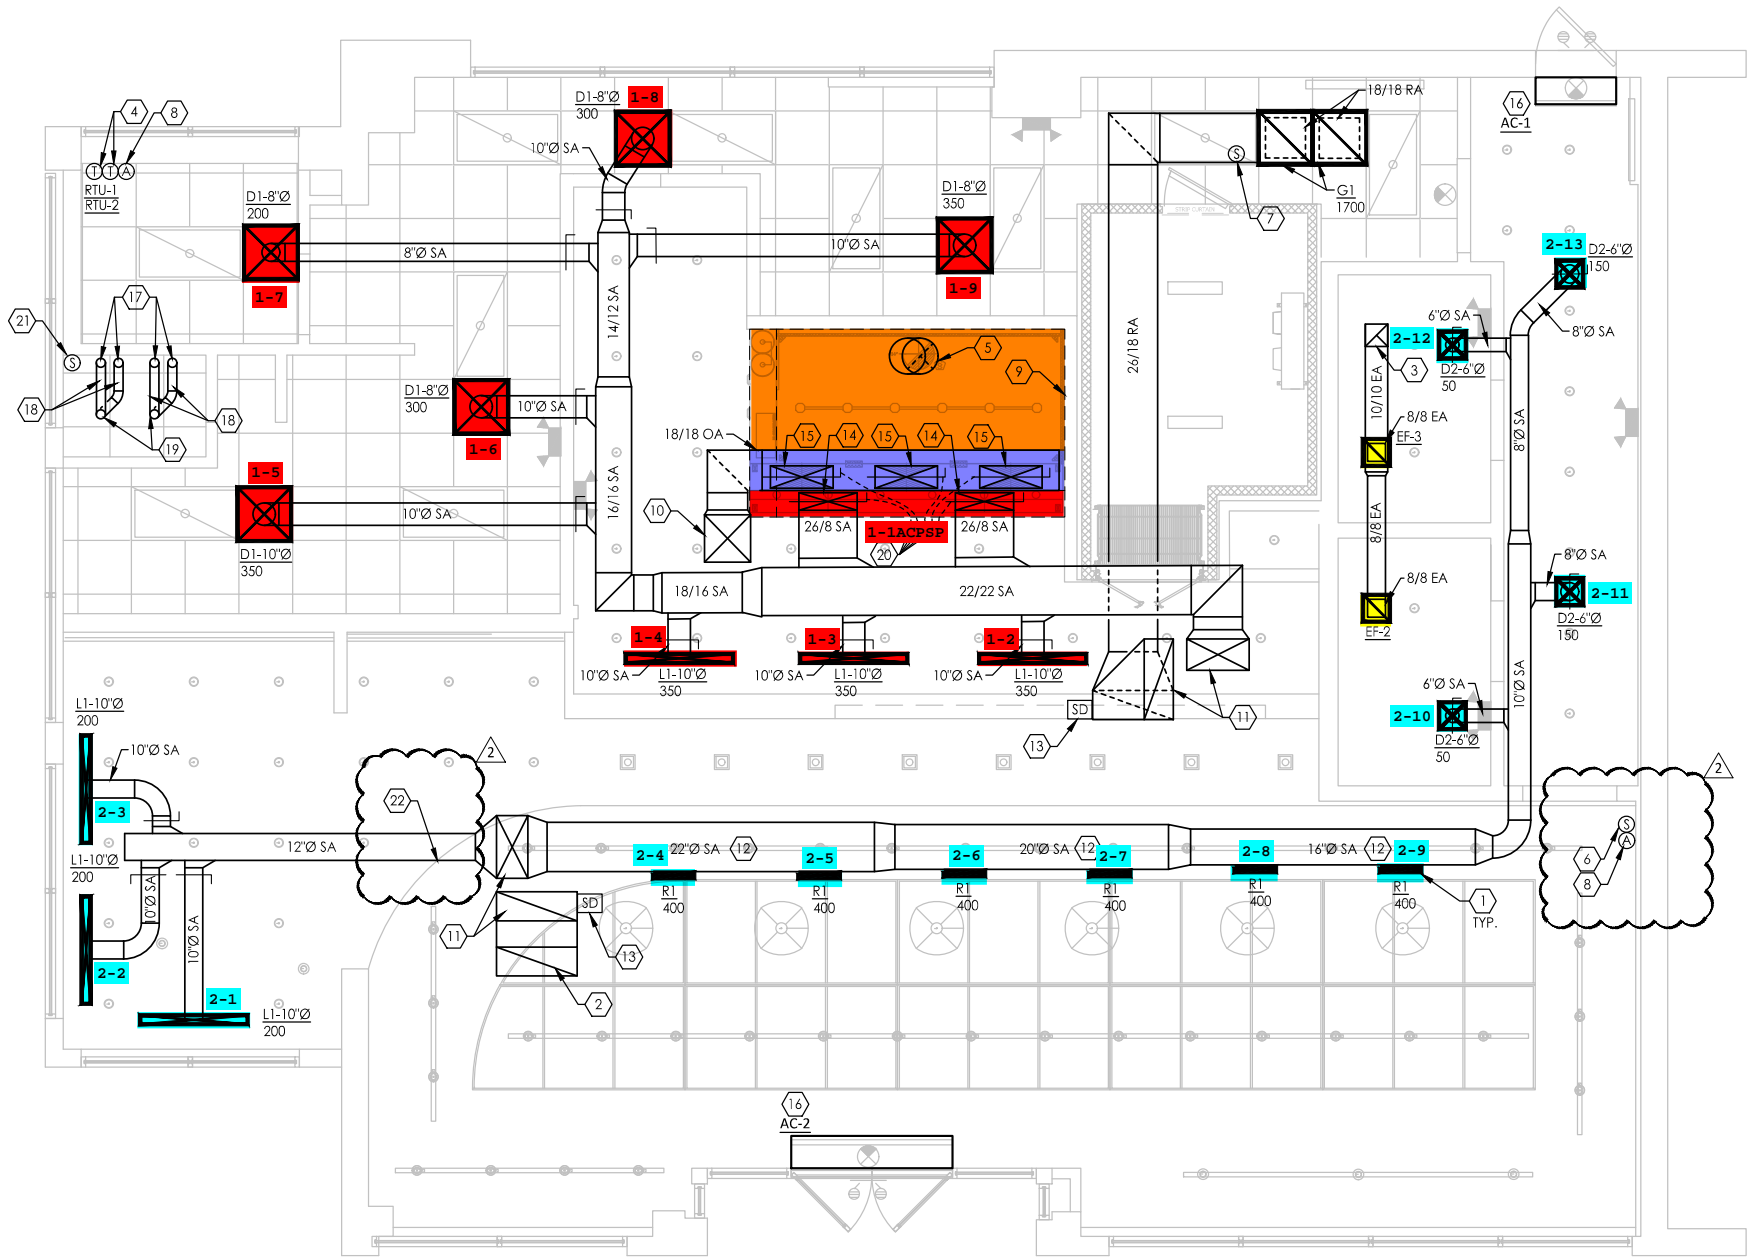 D1-8"Ø
300
1-8
10"Ø SA
18/18 RA
16
AC-1
4
8
T T A
RTU-1
RTU-2
D1-8"Ø
200
1-7
8"Ø SA
D1-8"Ø
350
10"Ø SA
1-9
STRIP CURTAIN
S
7
G1
1700
2-13
D2-6"Ø
150
8"Ø SA
21
S
17
18
18
19
14/12 SA
D1-8"Ø
300
10"Ø SA
1-6
5
9
26/18 RA
10/10 EA
3
2-12
6"Ø SA
D2-6"Ø
50
8"Ø SA
8/8 EA
EF-3
18/18 OA
15
14
15
14
15
1-5
10"Ø SA
D1-10"Ø
350
16/16 SA
10
26/8 SA
1-1ACPSP
26/8 SA
20
8/8 EA
8/8 EA
EF-2
8"Ø SA
2-11
D2-6"Ø
150
18/16 SA
22/22 SA
1-4
1-3
1-2
10"Ø SA
L1-10"Ø
350
10"Ø SA
L1-10"Ø
350
10"Ø SA
L1-10"Ø
350
SD
13
11
10"Ø SA
6"Ø SA
2-10
D2-6"Ø
50
L1-10"Ø
200
10"Ø SA
2-3
L1-10"Ø
200
12"Ø SA
22
2
2-4
22"Ø SA
12
2-5
2-6
20"Ø SA
12
2-7
2-8
16"Ø SA
12
2-9
R1
400
R1
400
R1
400
R1
400
R1
400
R1
400
1
TYP.
2
S
A
6
8
10"Ø SA
10"Ø SA
2-2
2-1
L1-10"Ø
200
11
SD
13
2
16
AC-2